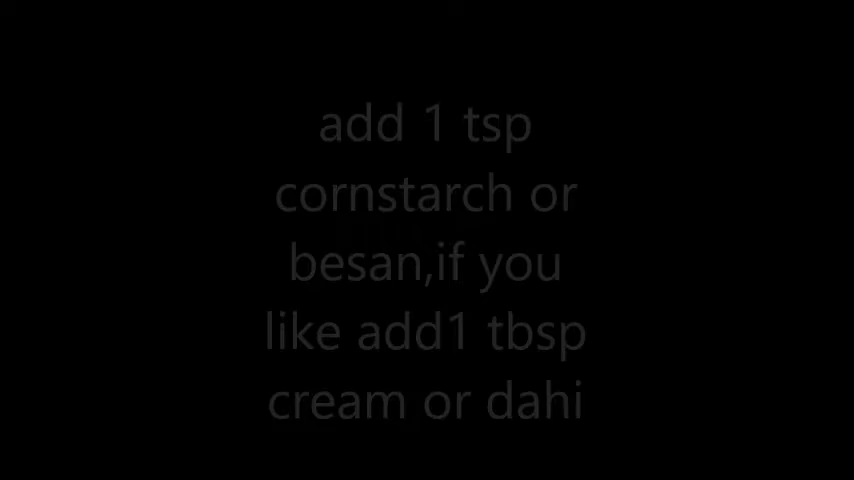 add 1 tsp
cornstarch or
besan,if you
like add1 tbsp
cream or dahi